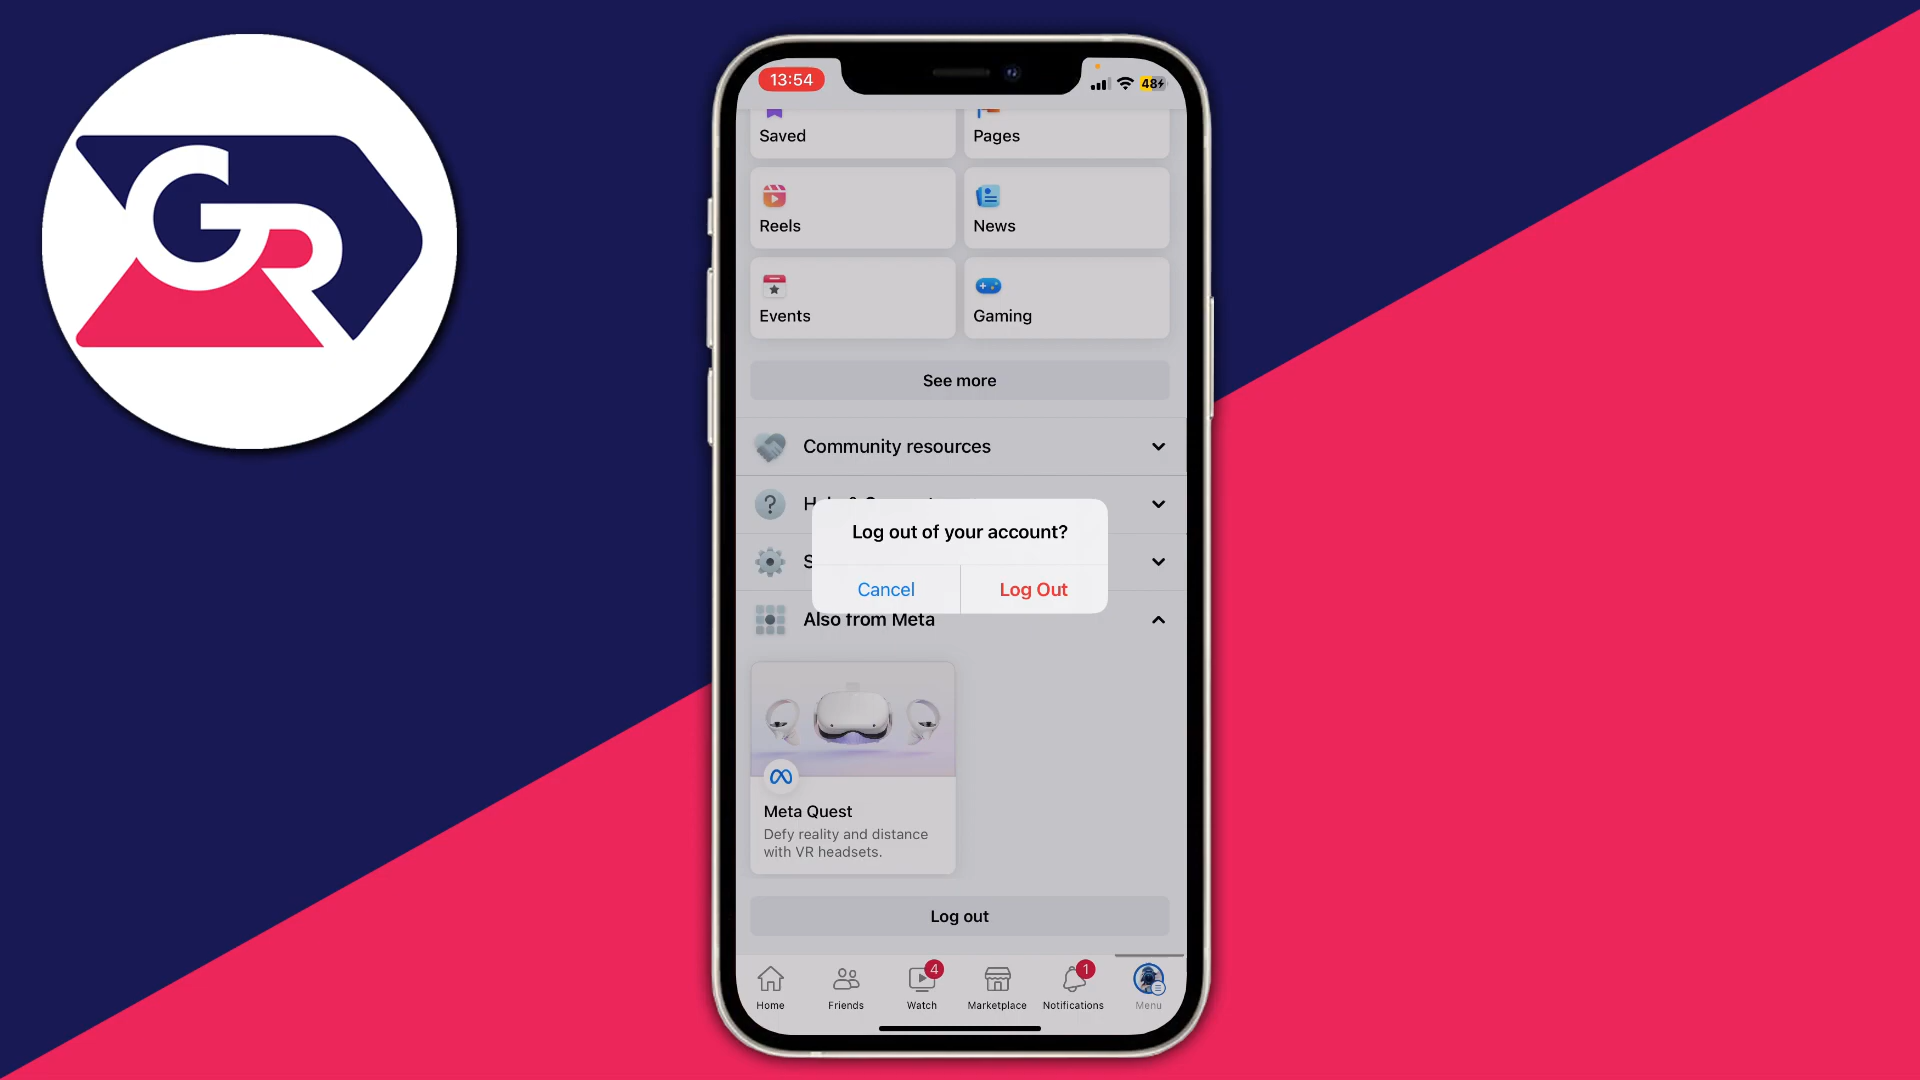 GR
13:54
48
Saved
Pages
Reels
News
Events
Gaming
See more
Community resources
Log out of your account?
Cancel
Log Out
Also from Meta
Meta Quest
Defy reality and distance
with VR headsets.
Log out
4
1
Home
Friends
Watch
Marketplace
Notifications
Menu